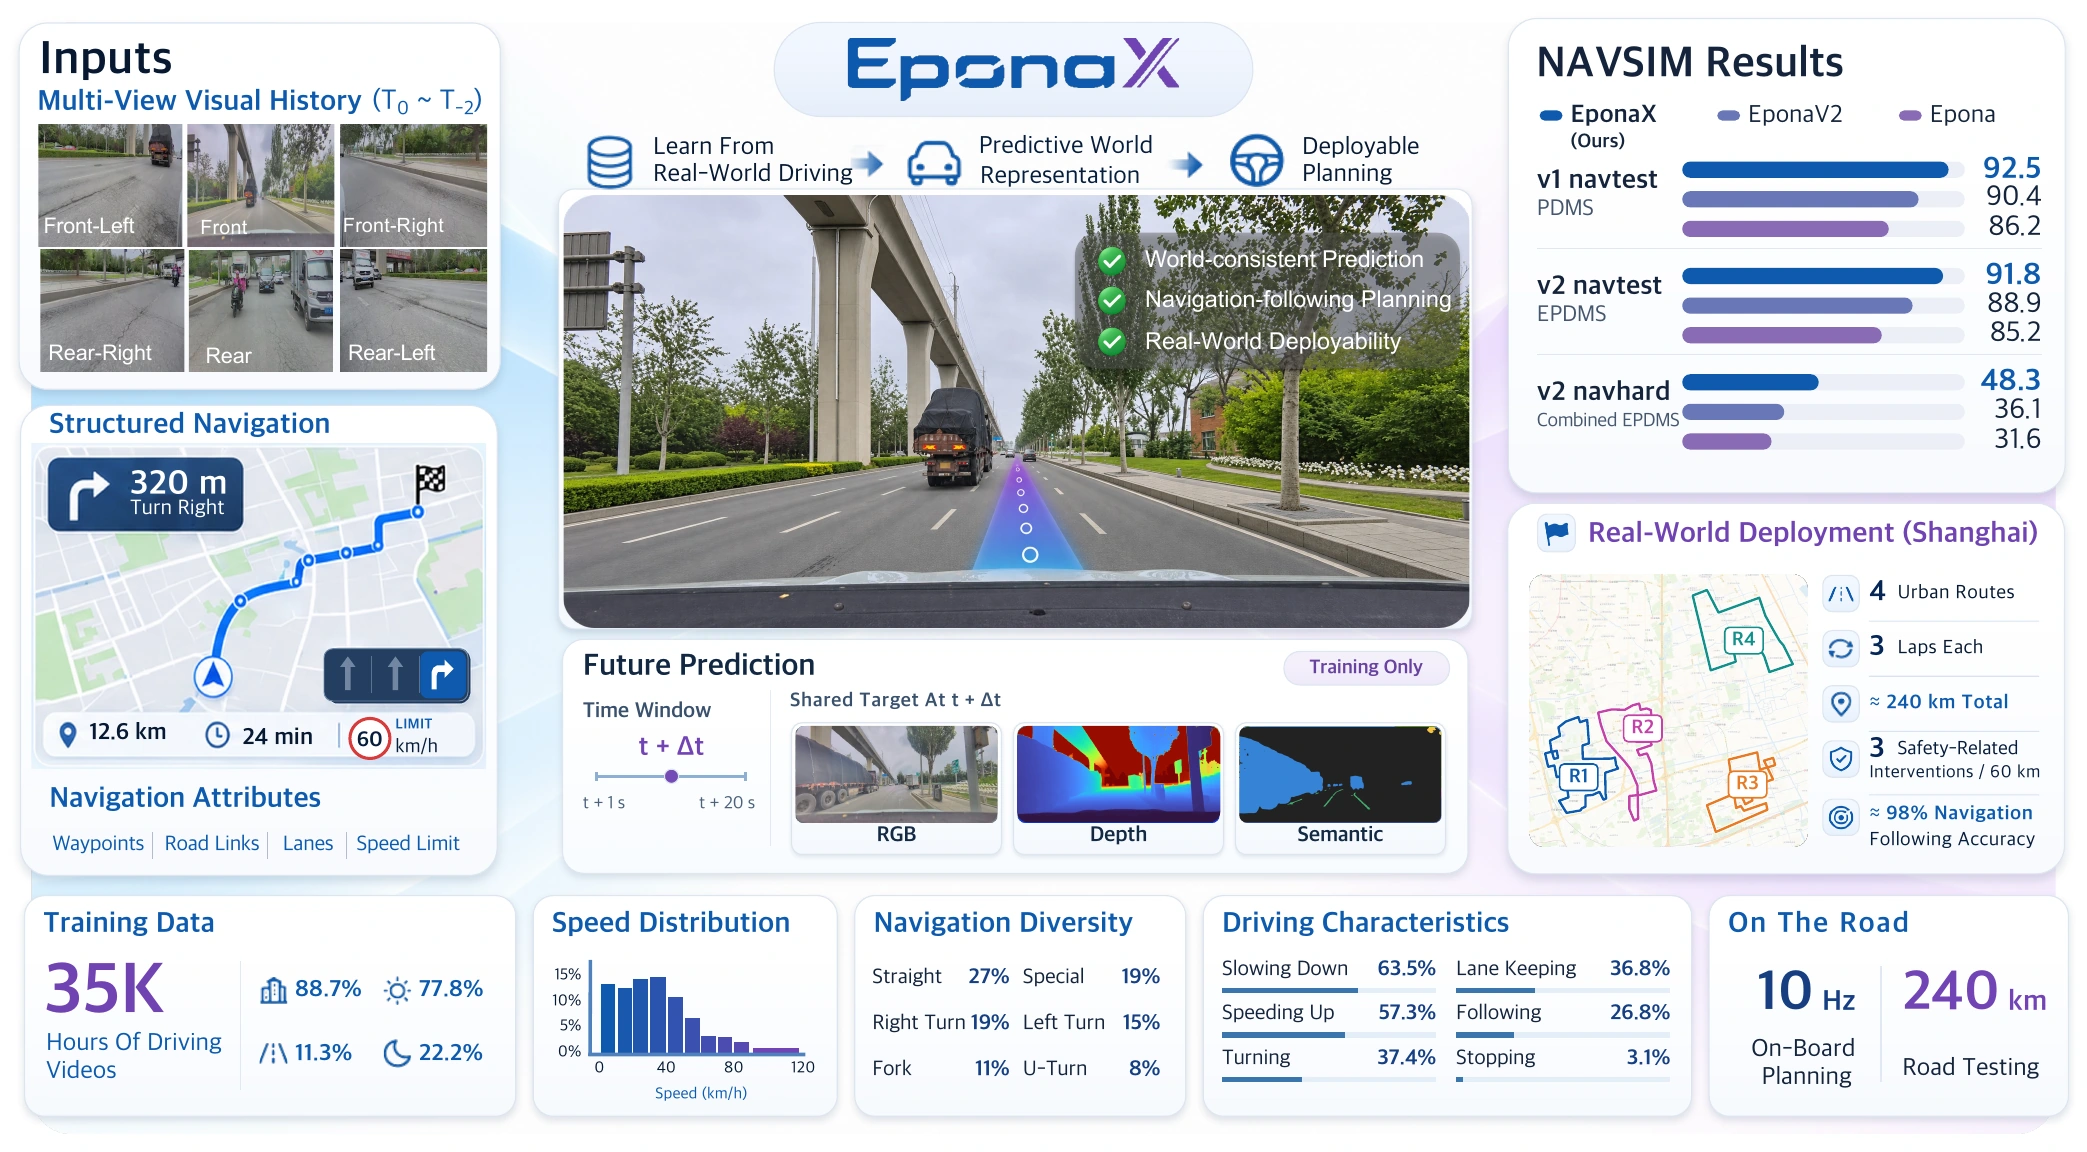 Inputs
Multi-View Visual History (T0 ~ T-2)
Front-Left
Front
Front-Right
Rear-Right
Rear
Rear-Left
Structured Navigation
320 m
Turn Right
12.6 km
24 min
60
LIMIT
km/h
Navigation Attributes
Waypoints
Road Links
Lanes
Speed Limit
EponaX
Learn From
Real-World Driving
Predictive World
Representation
Deployable
Planning
World-consistent Prediction
Navigation-following Planning
Real-World Deployability
Future Prediction
Training Only
Time Window
t + Δt
t + 1 s
t + 20 s
Shared Target At t + Δt
RGB
Depth
Semantic
NAVSIM Results
EponaX
(Ours)
EponaV2
Epona
v1 navtest
PDMS
92.5
90.4
86.2
v2 navtest
EPDMS
91.8
88.9
85.2
v2 navhard
Combined EPDMS
48.3
36.1
31.6
Real-World Deployment (Shanghai)
R4
R2
R1
R3
4 Urban Routes
3 Laps Each
≈ 240 km Total
3 Safety-Related
Interventions / 60 km
≈ 98% Navigation
Following Accuracy
Training Data
35K
Hours Of Driving
Videos
88.7%
77.8%
11.3%
22.2%
Speed Distribution
15%
10%
5%
0%
0 40 80 120
Speed (km/h)
Navigation Diversity
Straight 27% Special 19%
Right Turn 19% Left Turn 15%
Fork 11% U-Turn 8%
Driving Characteristics
Slowing Down 63.5% Lane Keeping 36.8%
Speeding Up 57.3% Following 26.8%
Turning 37.4% Stopping 3.1%
On The Road
10 Hz
On-Board
Planning
240 km
Road Testing